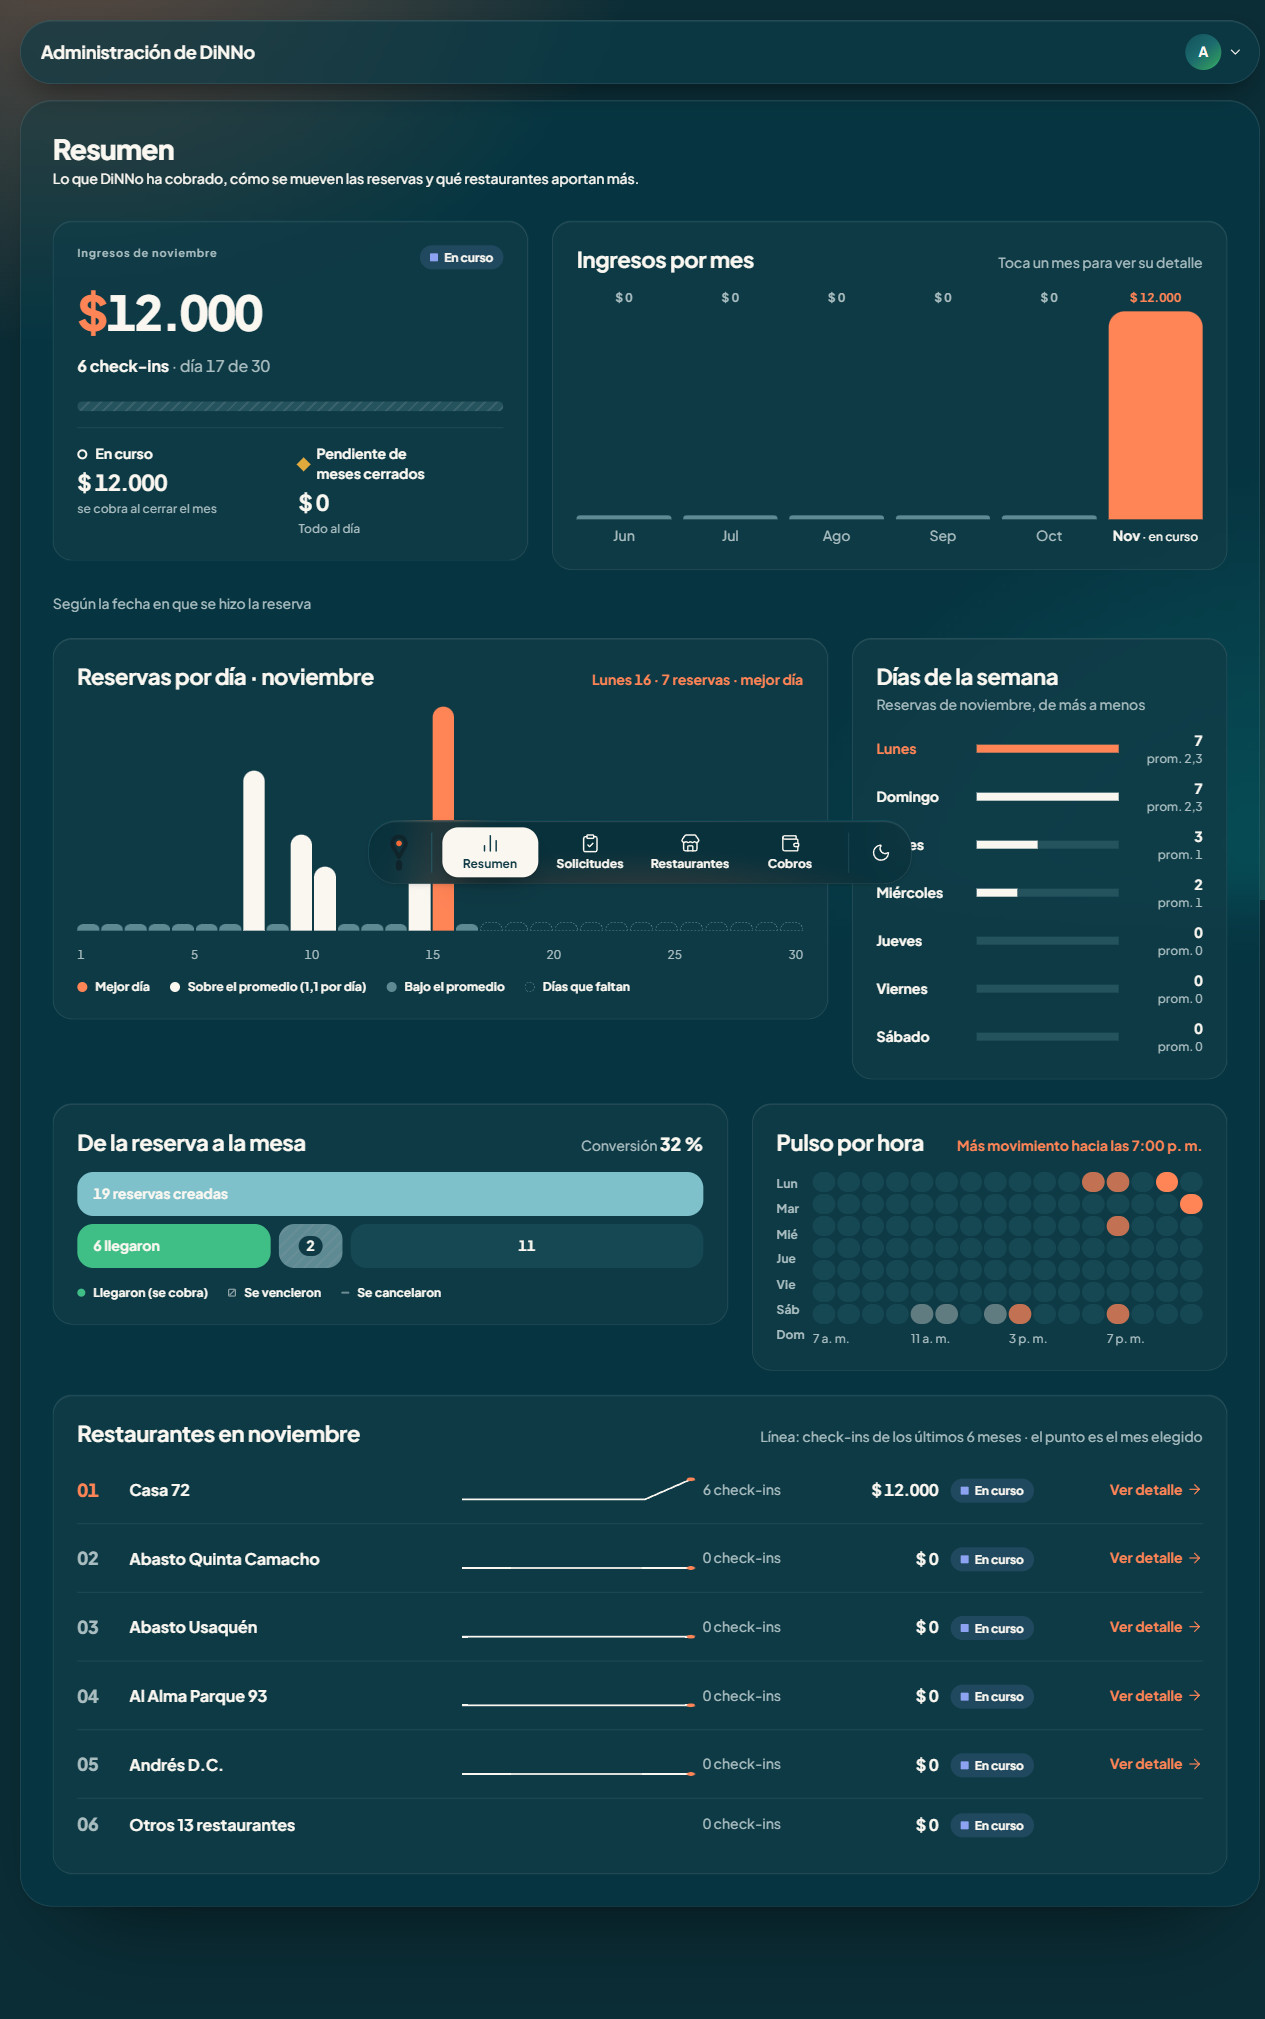 Administración de DiNNo
A
Resumen
Lo que DiNNo ha cobrado, cómo se mueven las reservas y qué restaurantes aportan más.
Ingresos de noviembre
En curso
$12.000
6 check-ins · día 17 de 30
En curso
$ 12.000
se cobra al cerrar el mes
Pendiente de
meses cerrados
$ 0
Todo al día
Ingresos por mes
Toca un mes para ver su detalle
$ 0 $ 0 $ 0 $ 0 $ 0 $ 12.000
Jun Jul Ago Sep Oct Nov · en curso
Según la fecha en que se hizo la reserva
Reservas por día · noviembre
Lunes 16 · 7 reservas · mejor día
1 5 10 15 20 25 30
Mejor día Sobre el promedio (1,1 por día) Bajo el promedio Días que faltan
Días de la semana
Reservas de noviembre, de más a menos
Lunes 7
prom. 2,3
Domingo 7
prom. 2,3
es 3
prom. 1
Miércoles 2
prom. 1
Jueves 0
prom. 0
Viernes 0
prom. 0
Sábado 0
prom. 0
Resumen Solicitudes Restaurantes Cobros
De la reserva a la mesa
Conversión 32 %
19 reservas creadas
6 llegaron 2 11
Llegaron (se cobra) Se vencieron Se cancelaron
Pulso por hora
Más movimiento hacia las 7:00 p. m.
Lun
Mar
Mié
Jue
Vie
Sáb
Dom
7 a. m. 11 a. m. 3 p. m. 7 p. m.
Restaurantes en noviembre
Línea: check-ins de los últimos 6 meses · el punto es el mes elegido
01 Casa 72 6 check-ins $ 12.000 En curso Ver detalle →
02 Abasto Quinta Camacho 0 check-ins $ 0 En curso Ver detalle →
03 Abasto Usaquén 0 check-ins $ 0 En curso Ver detalle →
04 Al Alma Parque 93 0 check-ins $ 0 En curso Ver detalle →
05 Andrés D.C. 0 check-ins $ 0 En curso Ver detalle →
06 Otros 13 restaurantes 0 check-ins $ 0 En curso